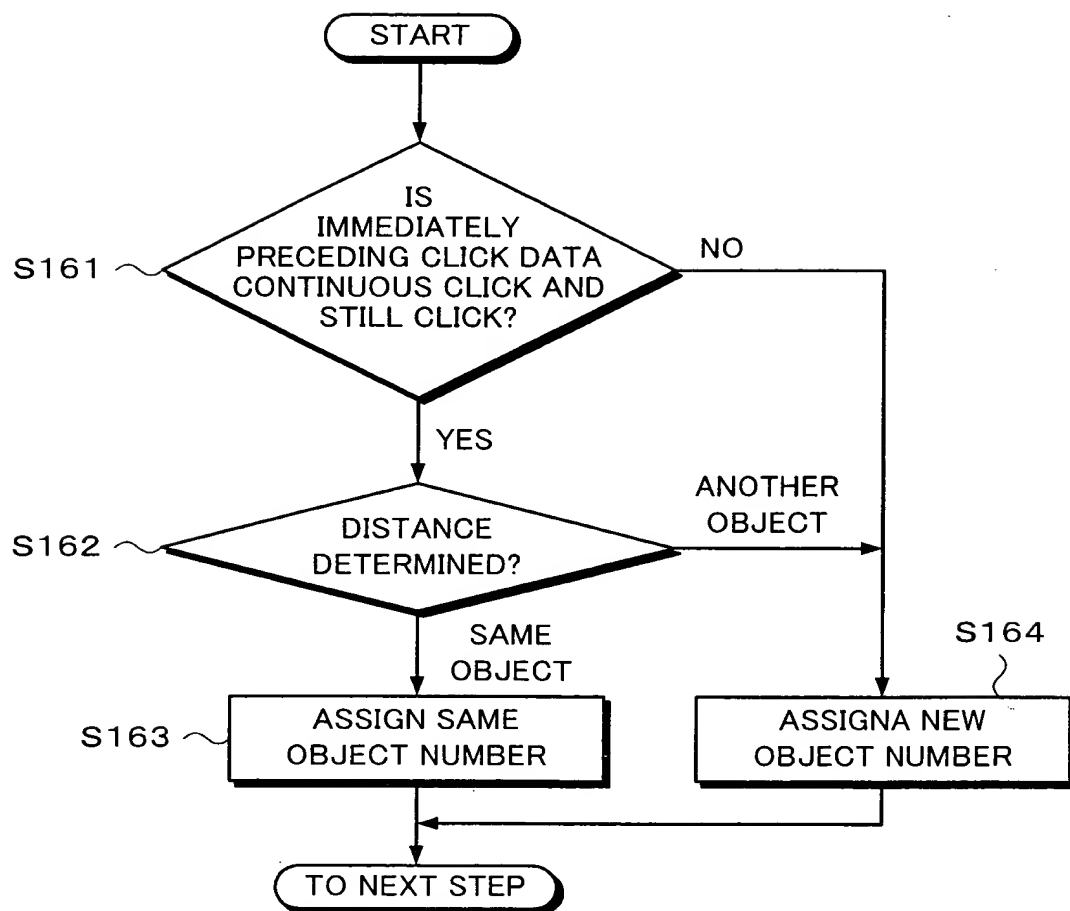 START
IS
IMMEDIATELY
PRECEDING CLICK DATA
CONTINUOUS CLICK AND
STILL CLICK?
S161
NO
YES
DISTANCE
DETERMINED?
S162
ANOTHER
OBJECT
SAME
OBJECT
S163
ASSIGN SAME
OBJECT NUMBER
S164
ASSIGNA NEW
OBJECT NUMBER
TO NEXT STEP